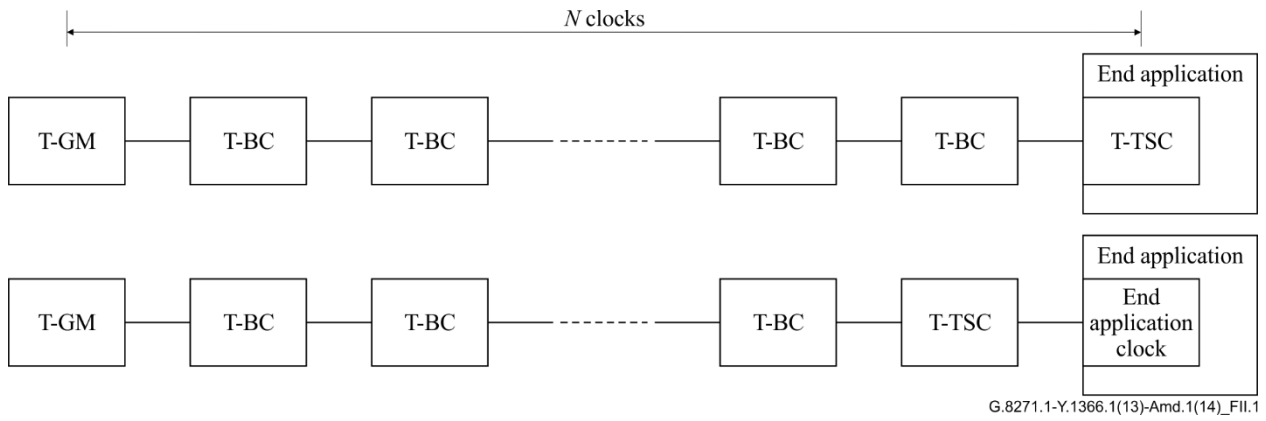 N clocks
End application
T-GM
T-BC
T-BC
T-BC
T-BC
T-TSC
End application
T-GM
T-BC
T-BC
T-BC
T-TSC
End
application
clock
G.8271.1-Y.1366.1(13)-Amd.1(14)_FII.1